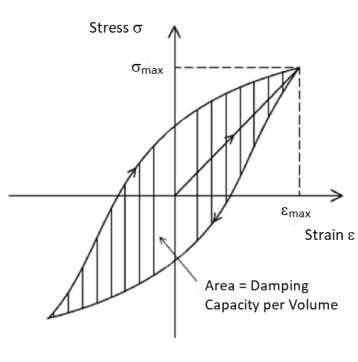 Stress σ
σmax
εmax
Strain ε
Area = Damping
Capacity per Volume